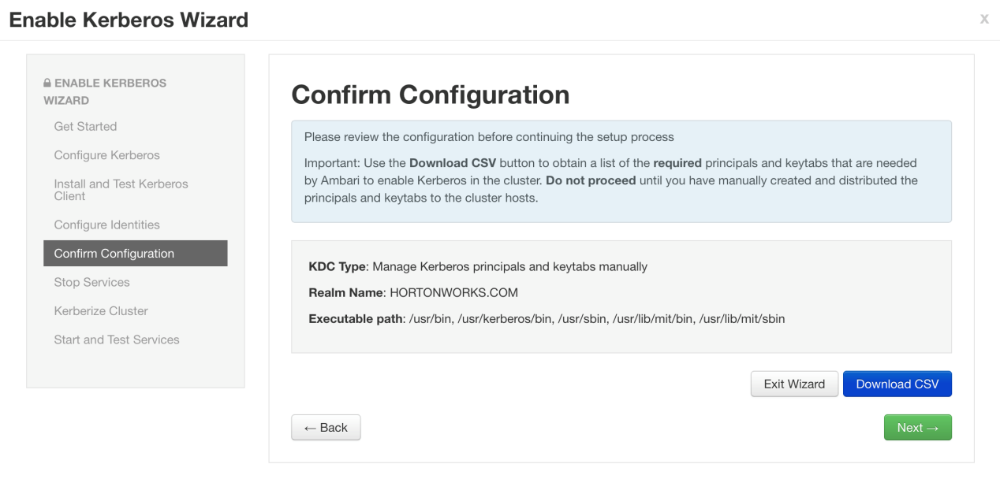 Enable Kerberos Wizard
x
ENABLE KERBEROS
WIZARD
Get Started
Configure Kerberos
Install and Test Kerberos
Client
Configure Identities
Confirm Configuration
Stop Services
Kerberize Cluster
Start and Test Services
Confirm Configuration
Please review the configuration before continuing the setup process
Important: Use the Download CSV button to obtain a list of the required principals and keytabs that are needed
by Ambari to enable Kerberos in the cluster. Do not proceed until you have manually created and distributed the
principals and keytabs to the cluster hosts.
KDC Type: Manage Kerberos principals and keytabs manually
Realm Name: HORTONWORKS.COM
Executable path: /usr/bin, /usr/kerberos/bin, /usr/sbin, /usr/lib/mit/bin, /usr/lib/mit/sbin
Exit Wizard
Download CSV
← Back
Next →